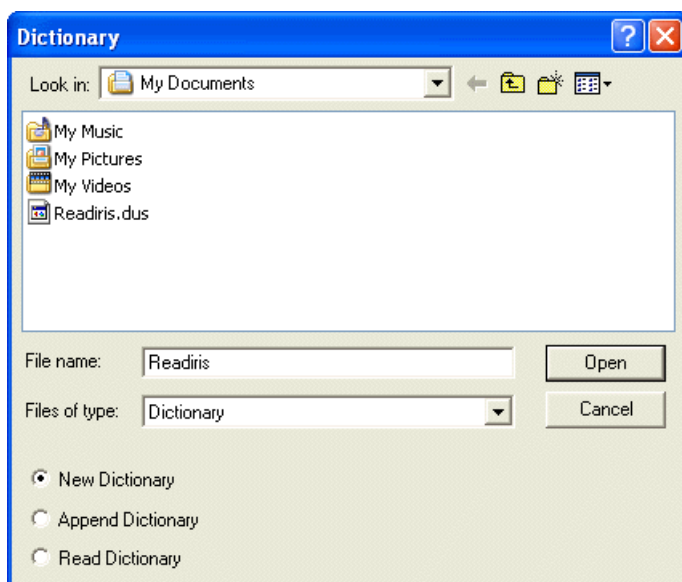 Dictionary
Look in: My Documents
My Music
My Pictures
My Videos
Readiris.dus
File name: Readiris Open
Files of type: Dictionary Cancel
New Dictionary
Append Dictionary
Read Dictionary